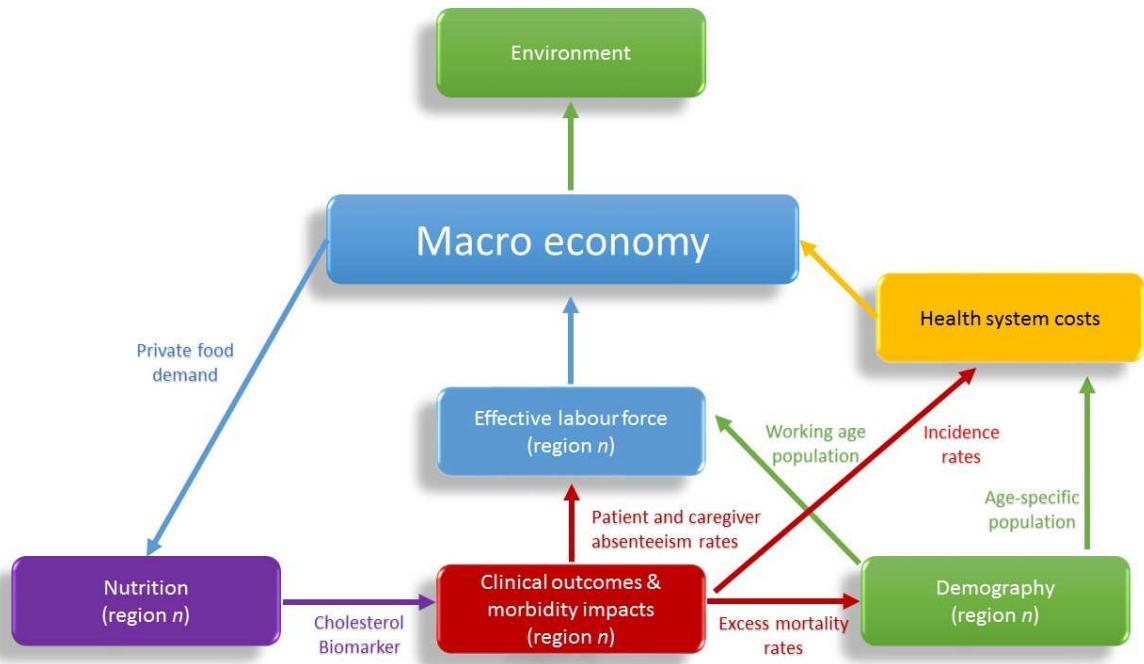 Environment
Macro economy
Health system costs
Private food
demand
Effective labour force
(region n)
Working age
population
Incidence
rates
Age-specific
population
Patient and caregiver
absenteeism rates
Nutrition
(region n)
Cholesterol
Biomarker
Clinical outcomes &
morbidity impacts
(region n)
Excess mortality
rates
Demography
(region n)